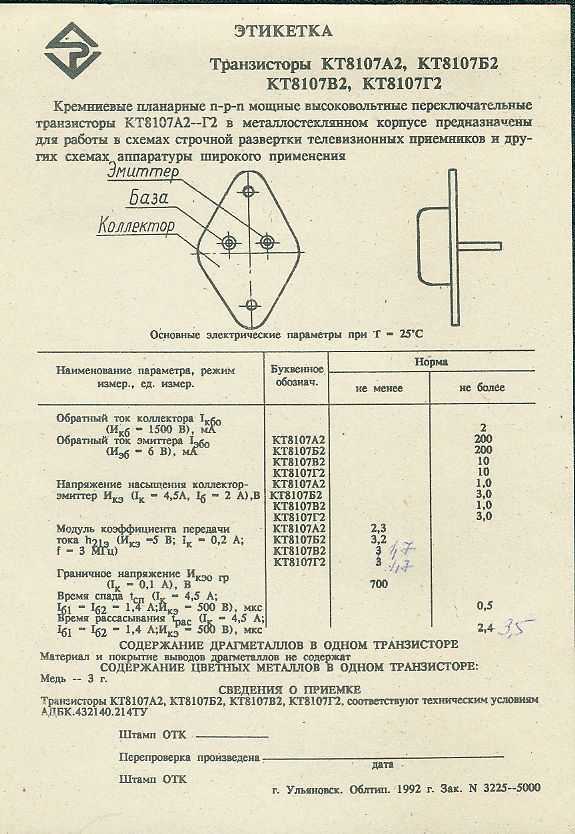 ЭТИКЕТКА
Транзисторы КТ8107А2, КТ8107Б2
КТ8107В2, КТ8107Г2
Кремниевые планарные n-p-n мощные высоковольтные переключательные
транзисторы КТ8107А2--Г2 в металлостеклянном корпусе предназначены
для работы в схемах строчной развертки телевизионных приемников и дру-
гих схемах аппаратуры широкого применения
Эмиттер
База
Коллектор
Основные электрические параметры при Т = 25°С
Наименование параметра, режим
измер., ед. измер.
Буквенное
обознач.
Норма
не менее
не более
Обратный ток коллектора Iкбо
(Икб = 1500 В), мА 2
Обратный ток эмиттера Iэбо КТ8107А2 200
(Иэб = 6 В), мА КТ8107Б2 200
КТ8107В2 10
КТ8107Г2 10
Напряжение насыщения коллектор- КТ8107А2 1,0
эмиттер Икэ (Iк = 4,5А, Iб = 2 А),В КТ8107Б2 3,0
КТ8107В2 1,0
КТ8107Г2 3,0
Модуль коэффициента передачи КТ8107А2 2,3
тока h21э (Икэ =5 В; Iк = 0,2 А; КТ8107Б2 3,2
f = 3 МГц) КТ8107В2 3 1,7
КТ8107Г2 3 1,7
Граничное напряжение Икэо гр
(Iк = 0,1 А), В 700
Время спада tсп (Iк = 4,5 А;
Iб1 = Iб2 = 1,4 А;Икэ = 500 В), мкс 0,5
Время рассасывания tрас (Iк = 4,5 А;
Iб1 = Iб2 = 1,4 А;Икэ = 500 В), мкс 2,4 3,5
СОДЕРЖАНИЕ ДРАГМЕТАЛЛОВ В ОДНОМ ТРАНЗИСТОРЕ
Материал и покрытие выводов драгметаллов не содержат
СОДЕРЖАНИЕ ЦВЕТНЫХ МЕТАЛЛОВ В ОДНОМ ТРАНЗИСТОРЕ:
Медь -- 3 г.
СВЕДЕНИЯ О ПРИЕМКЕ
Транзисторы КТ8107А2, КТ8107Б2, КТ8107В2, КТ8107Г2, соответствуют техническим условиям
АДБК.432140.214ТУ
Штамп ОТК
Перепроверка произведена
дата
Штамп ОТК
г. Ульяновск. Облтип. 1992 г. Зак. N 3225--5000